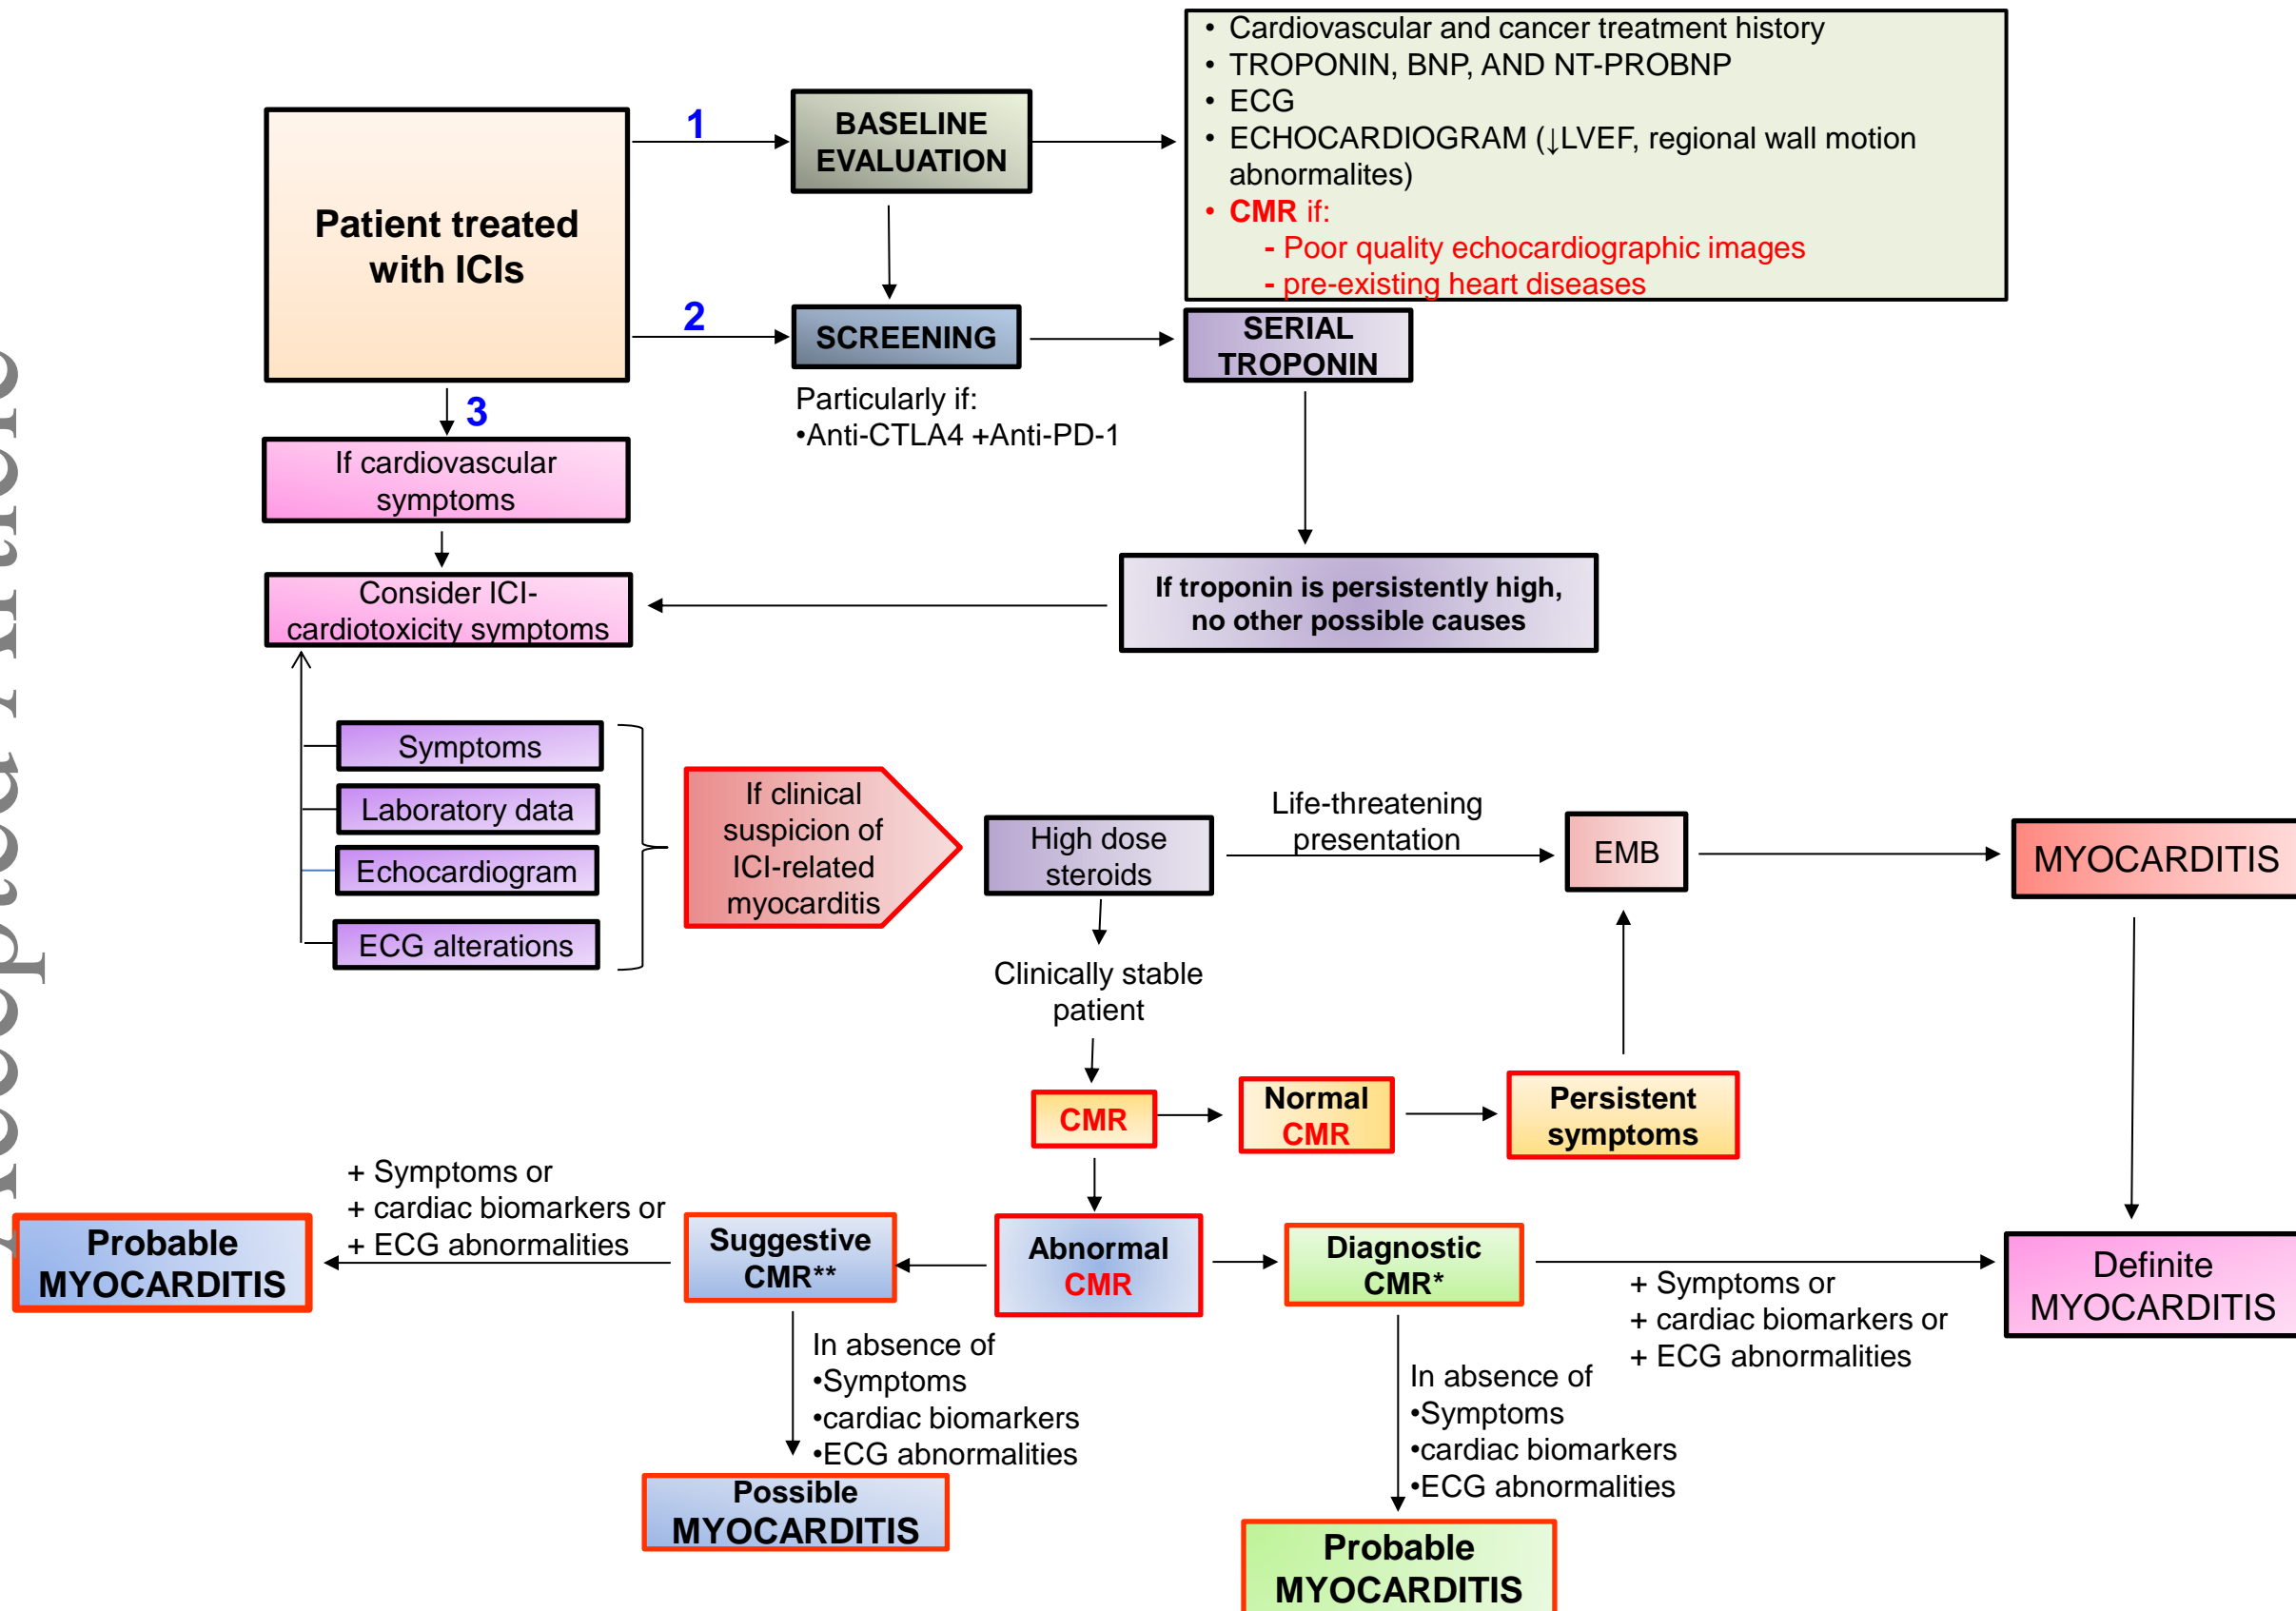 • Cardiovascular and cancer treatment history
• TROPONIN, BNP, AND NT-PROBNP
• ECG
• ECHOCARDIOGRAM (↓LVEF, regional wall motion
abnormalites)
• CMR if:
- Poor quality echocardiographic images
- pre-existing heart diseases
Patient treated
with ICIs
1
BASELINE
EVALUATION
2
SCREENING
SERIAL
TROPONIN
Particularly if:
•Anti-CTLA4 +Anti-PD-1
3
If cardiovascular
symptoms
Consider ICI-
cardiotoxicity symptoms
If troponin is persistently high,
no other possible causes
Symptoms
Laboratory data
Echocardiogram
ECG alterations
If clinical
suspicion of
ICI-related
myocarditis
High dose
steroids
Life-threatening
presentation
EMB
MYOCARDITIS
Clinically stable
patient
CMR
Normal
CMR
Persistent
symptoms
+ Symptoms or
+ cardiac biomarkers or
+ ECG abnormalities
Probable
MYOCARDITIS
Suggestive
CMR**
Abnormal
CMR
Diagnostic
CMR*
+ Symptoms or
+ cardiac biomarkers or
+ ECG abnormalities
Definite
MYOCARDITIS
In absence of
•Symptoms
•cardiac biomarkers
•ECG abnormalities
Possible
MYOCARDITIS
In absence of
•Symptoms
•cardiac biomarkers
•ECG abnormalities
Probable
MYOCARDITIS
Accepted Article